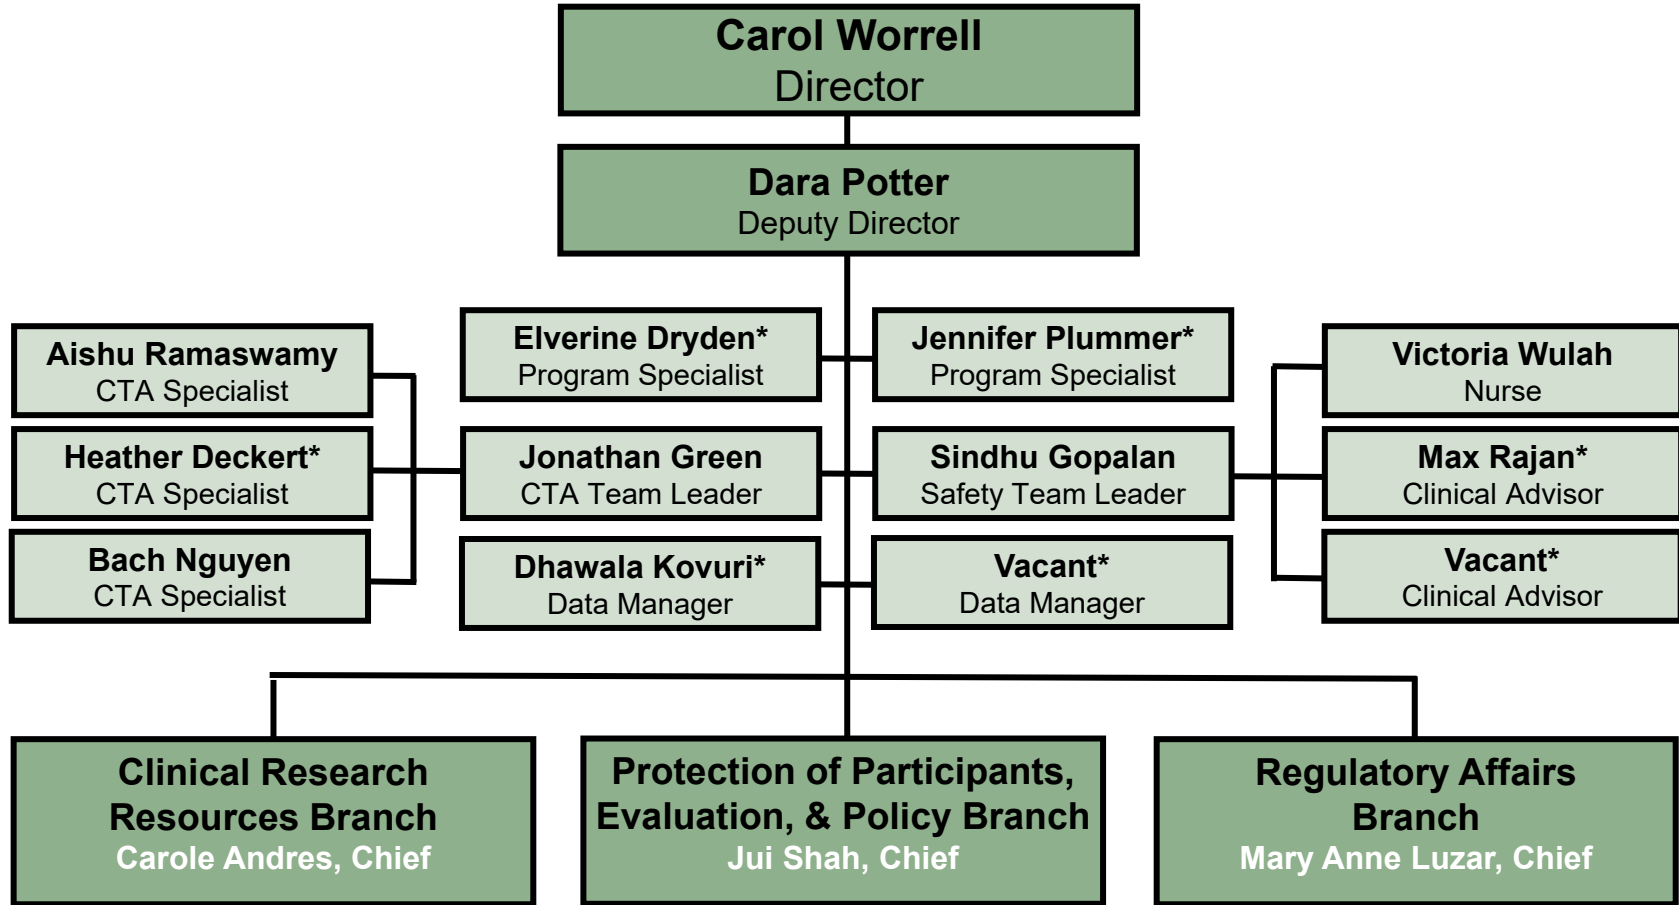 Carol Worrell
Director
Dara Potter
Deputy Director
Aishu Ramaswamy
CTA Specialist
Heather Deckert*
CTA Specialist
Bach Nguyen
CTA Specialist
Elverine Dryden*
Program Specialist
Jonathan Green
CTA Team Leader
Dhawala Kovuri*
Data Manager
Jennifer Plummer*
Program Specialist
Sindhu Gopalan
Safety Team Leader
Vacant*
Data Manager
Victoria Wulah
Nurse
Max Rajan*
Clinical Advisor
Vacant*
Clinical Advisor
Clinical Research
Resources Branch
Carole Andres, Chief
Protection of Participants,
Evaluation, & Policy Branch
Jui Shah, Chief
Regulatory Affairs
Branch
Mary Anne Luzar, Chief